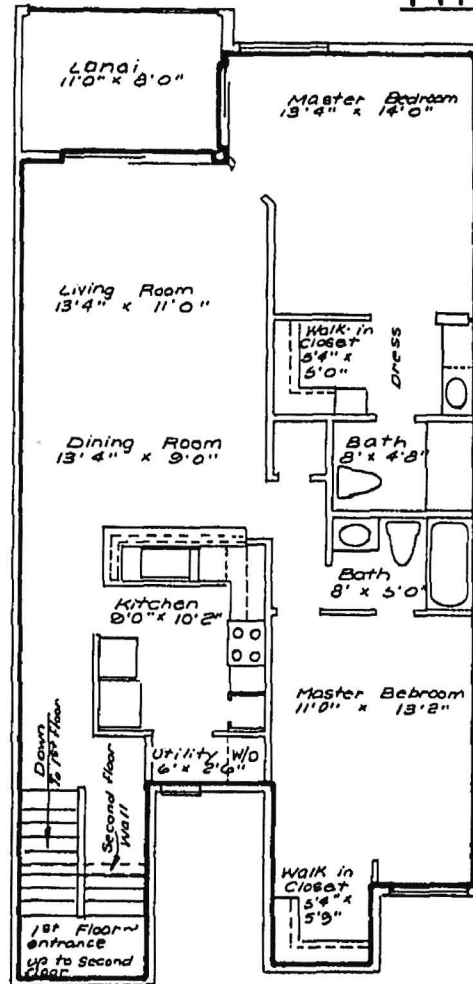 Lanai
11'0" x 8'0"
Master Bedroom
13'4" x 14'0"
Living Room
13'4" x 11'0"
Walk in
Closet
5'4" x
5'0"
Dress
Dining Room
13'4" x 9'0"
Bath
8' x 4'8"
Bath
8' x 5'0"
Kitchen
9'0" x 10'2"
Master Bebroom
11'0" x 13'2"
Utility W/D
6' x 2'6"
Down
To 1st Floor
Second Floor
Wall
Walk in
Closet
5'4" x
5'9"
1st Floor~
entrance
up to Second
Floor